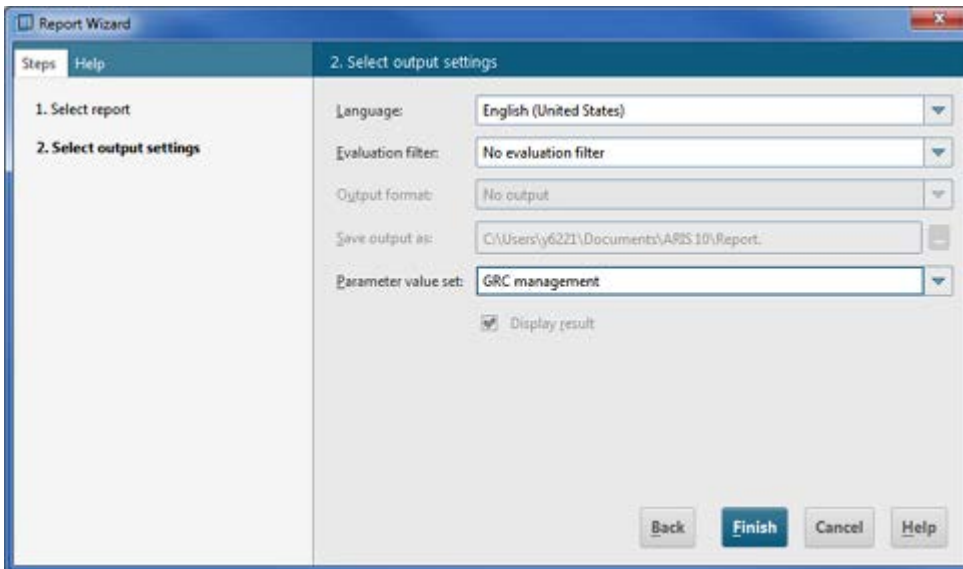 Report Wizard
Steps Help
1. Select report
2. Select output settings
2. Select output settings
Language: English (United States)
Evaluation filter: No evaluation filter
Output format: No output
Save output as: C:\Users\y6221\Documents\ARIS 10\Report.
Parameter value set: GRC management
Display result
Back Finish Cancel Help